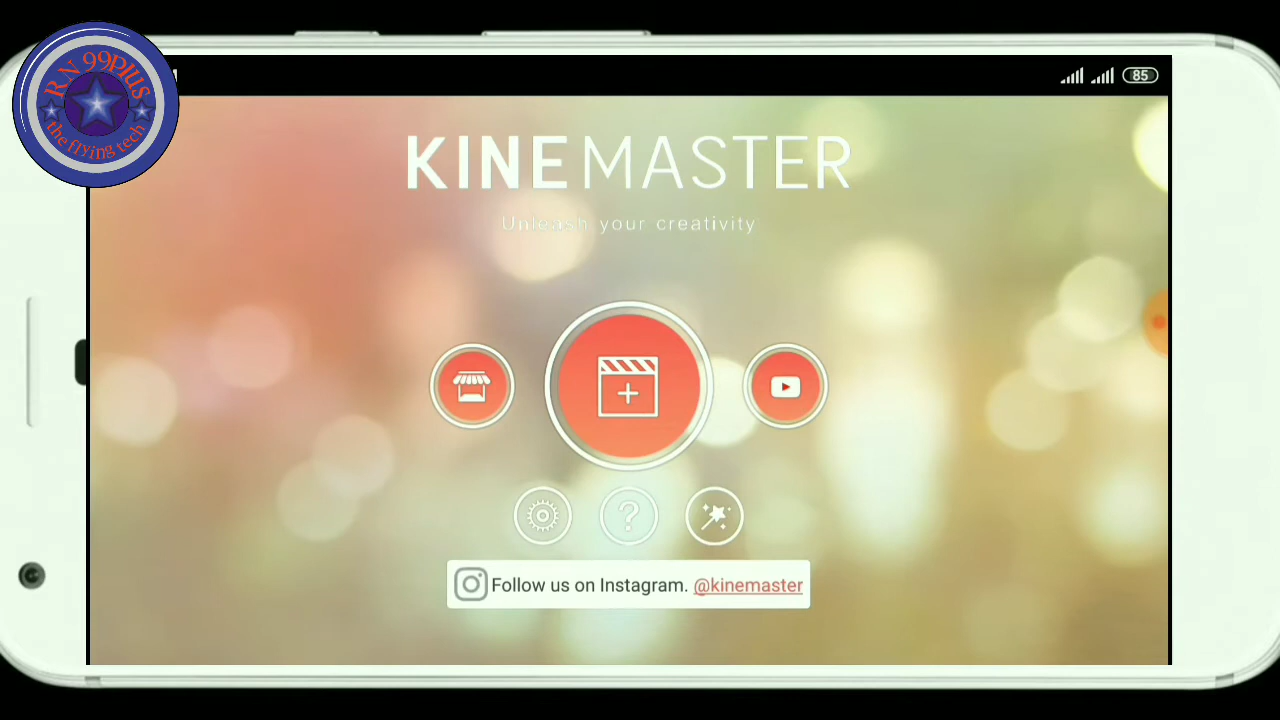 RN 99Plus
the flying tech
85
KINEMASTER
Unleash your creativity
Follow us on Instagram. @kinemaster